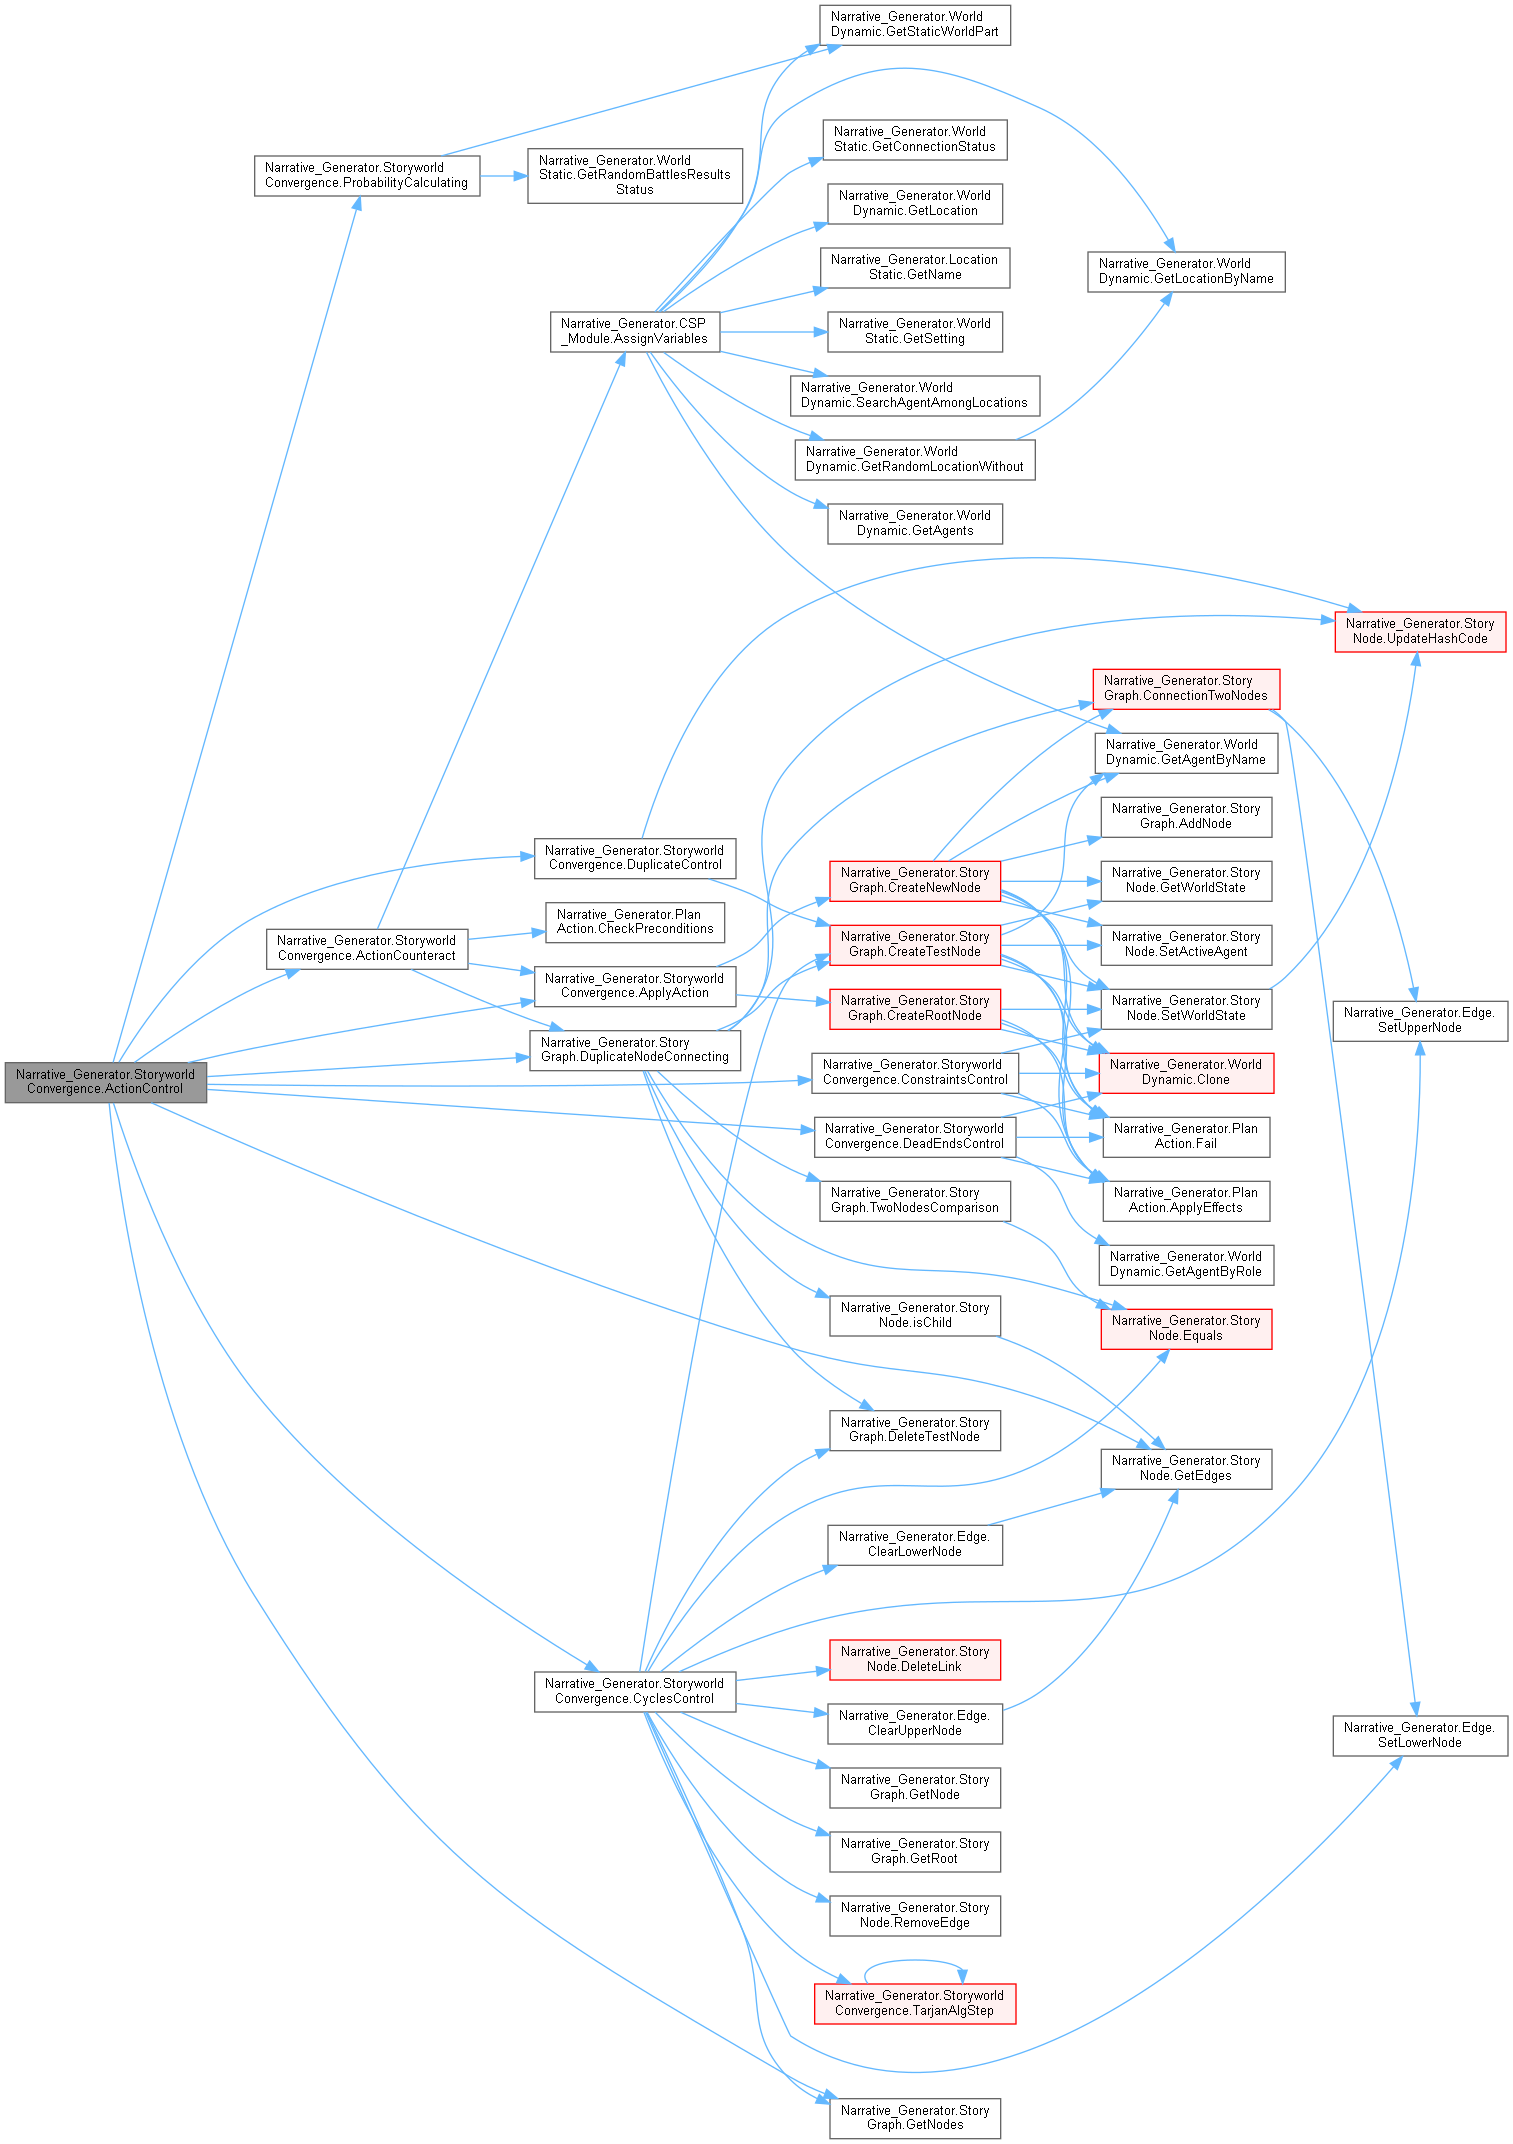 Narrative_Generator.World
Dynamic.GetStaticWorldPart
Narrative_Generator.World
Static.GetConnectionStatus
Narrative_Generator.Storyworld
Convergence.ProbabilityCalculating
Narrative_Generator.World
Static.GetRandomBattlesResults
Status
Narrative_Generator.World
Dynamic.GetLocation
Narrative_Generator.Location
Static.GetName
Narrative_Generator.World
Dynamic.GetLocationByName
Narrative_Generator.CSP
_Module.AssignVariables
Narrative_Generator.World
Static.GetSetting
Narrative_Generator.World
Dynamic.SearchAgentAmongLocations
Narrative_Generator.World
Dynamic.GetRandomLocationWithout
Narrative_Generator.World
Dynamic.GetAgents
Narrative_Generator.Story
Node.UpdateHashCode
Narrative_Generator.Story
Graph.ConnectionTwoNodes
Narrative_Generator.World
Dynamic.GetAgentByName
Narrative_Generator.Story
Graph.AddNode
Narrative_Generator.Storyworld
Convergence.DuplicateControl
Narrative_Generator.Story
Graph.CreateNewNode
Narrative_Generator.Story
Node.GetWorldState
Narrative_Generator.Plan
Action.CheckPreconditions
Narrative_Generator.Storyworld
Convergence.ActionCounteract
Narrative_Generator.Story
Graph.CreateTestNode
Narrative_Generator.Story
Node.SetActiveAgent
Narrative_Generator.Storyworld
Convergence.ApplyAction
Narrative_Generator.Story
Graph.CreateRootNode
Narrative_Generator.Story
Node.SetWorldState
Narrative_Generator.Edge.
SetUpperNode
Narrative_Generator.Story
Graph.DuplicateNodeConnecting
Narrative_Generator.Storyworld
Convergence.ActionControl
Narrative_Generator.Storyworld
Convergence.ConstraintsControl
Narrative_Generator.World
Dynamic.Clone
Narrative_Generator.Storyworld
Convergence.DeadEndsControl
Narrative_Generator.Plan
Action.Fail
Narrative_Generator.Story
Graph.TwoNodesComparison
Narrative_Generator.Plan
Action.ApplyEffects
Narrative_Generator.World
Dynamic.GetAgentByRole
Narrative_Generator.Story
Node.isChild
Narrative_Generator.Story
Node.Equals
Narrative_Generator.Story
Graph.DeleteTestNode
Narrative_Generator.Story
Node.GetEdges
Narrative_Generator.Edge.
ClearLowerNode
Narrative_Generator.Story
Node.DeleteLink
Narrative_Generator.Storyworld
Convergence.CyclesControl
Narrative_Generator.Edge.
ClearUpperNode
Narrative_Generator.Edge.
SetLowerNode
Narrative_Generator.Story
Graph.GetNode
Narrative_Generator.Story
Graph.GetRoot
Narrative_Generator.Story
Node.RemoveEdge
Narrative_Generator.Storyworld
Convergence.TarjanAlgStep
Narrative_Generator.Story
Graph.GetNodes